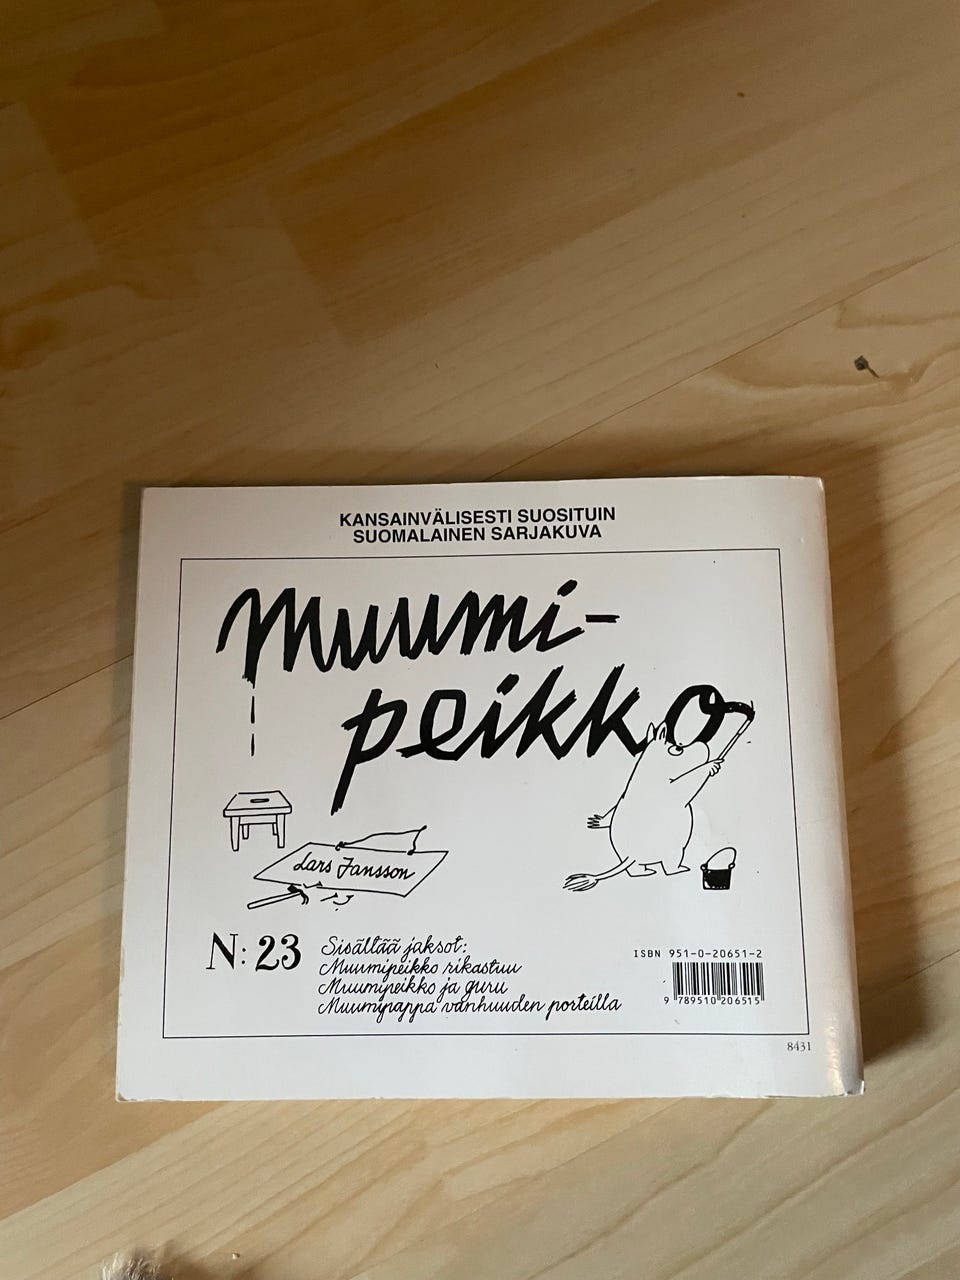 KANSAINVÄLISESTI SUOSITUIN
SUOMALAINEN SARJAKUVA
Muumi-
peikko
Lars Jansson
N: 23
Sisältää jaksot:
Muumipeikko rikastuu
Muumipeikko ja guru
Muumipappa vanhuuden porteilla
ISBN 951-0-20651-2
9 789510 206515
8431